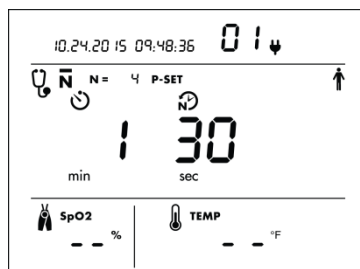 10.24.2015 09:48:36 01
N N = 4 P-SET
N
1 30
min sec
SpO2 TEMP
-- % -- °F